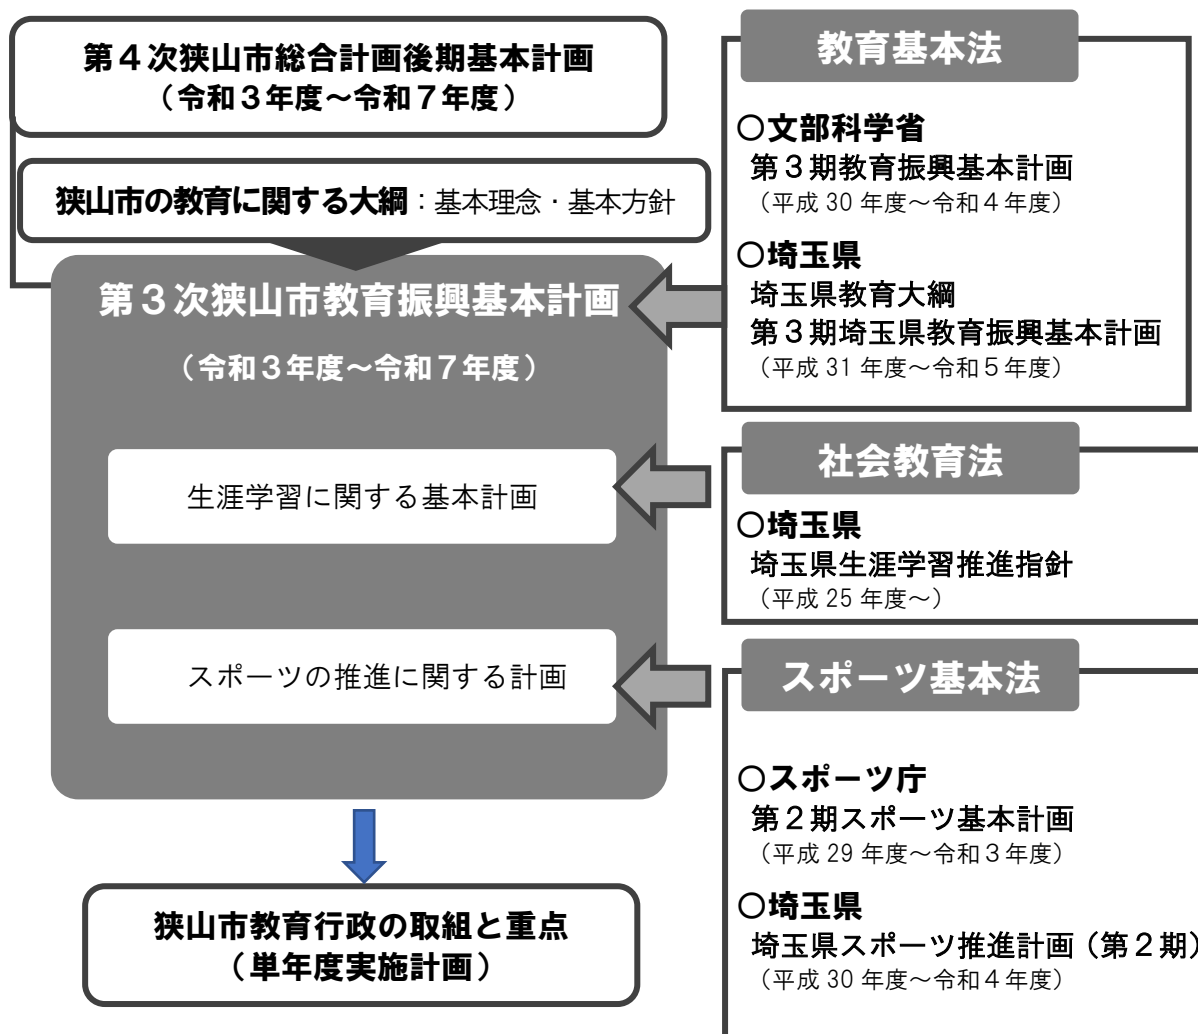 第４次狭山市総合計画後期基本計画
（令和３年度～令和７年度）
狭山市の教育に関する大綱：基本理念・基本方針
第３次狭山市教育振興基本計画
（令和３年度～令和７年度）
生涯学習に関する基本計画
スポーツの推進に関する計画
狭山市教育行政の取組と重点
（単年度実施計画）
教育基本法
○文部科学省
第３期教育振興基本計画
（平成 30 年度～令和４年度）
○埼玉県
埼玉県教育大綱
第３期埼玉県教育振興基本計画
（平成 31 年度～令和５年度）
社会教育法
○埼玉県
埼玉県生涯学習推進指針
（平成 25 年度～）
スポーツ基本法
○スポーツ庁
第２期スポーツ基本計画
（平成 29 年度～令和３年度）
○埼玉県
埼玉県スポーツ推進計画（第２期）
（平成 30 年度～令和４年度）